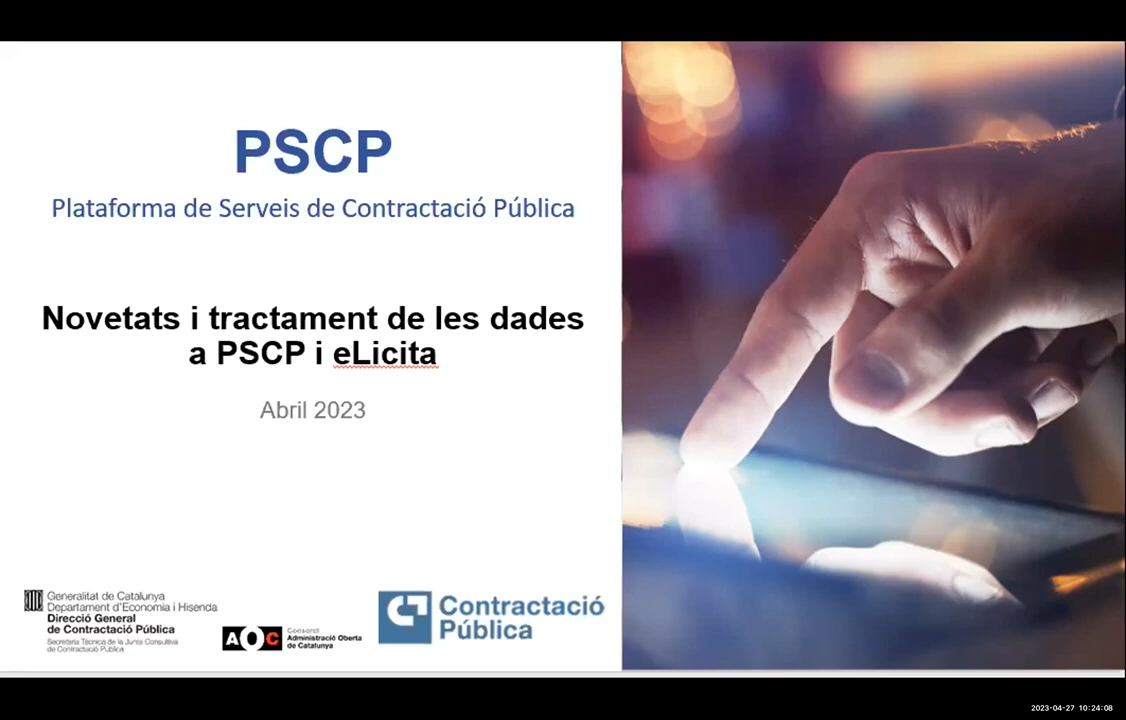 PSCP
Plataforma de Serveis de Contractació Pública
Novetats i tractament de les dades
a PSCP i eLicita
Abril 2023
Generalitat de Catalunya
Departament d'Economia i Hisenda
Direcció General
de Contractació Pública
Secretaria Tècnica de la Junta Consultiva
de Contractació Pública
AOC
Consorci
Administració Oberta
de Catalunya
Contractació
Pública
2023-04-27 10:24:08